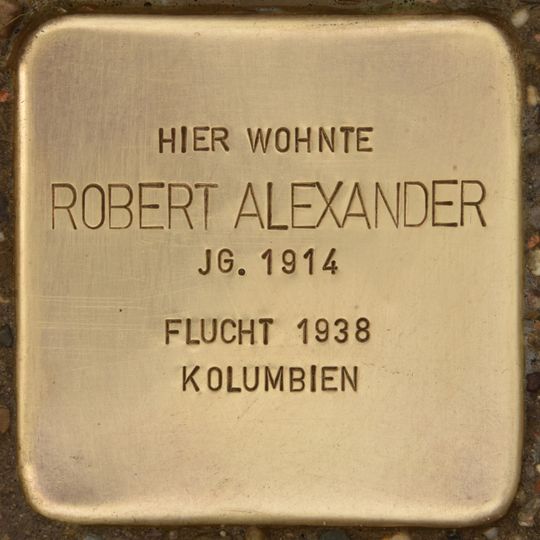 HIER WOHNTE
ROBERT ALEXANDER
JG. 1914
FLUCHT 1938
KOLUMBIEN